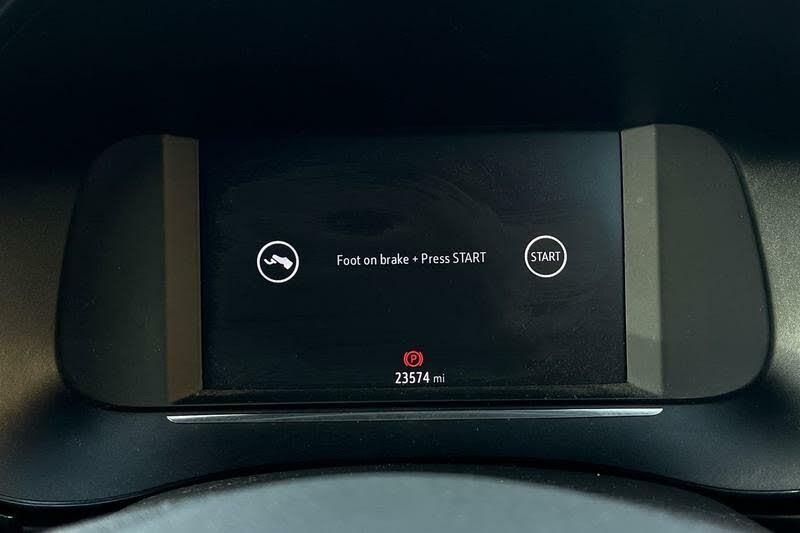 Foot on brake + Press START
START
P
23574 mi